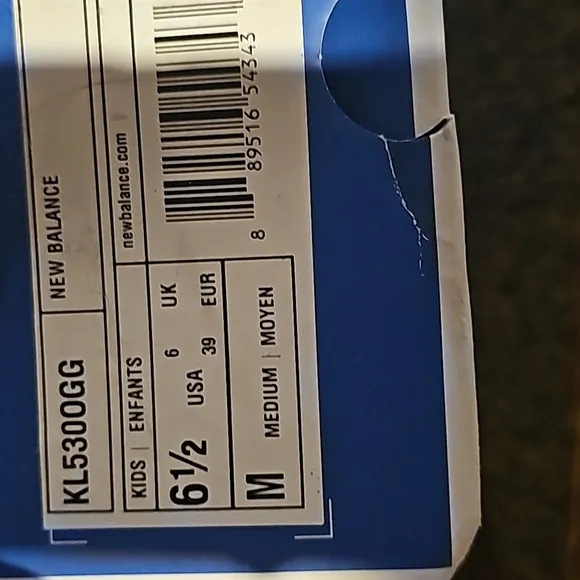 KL530OGG
NEW BALANCE
KIDS | ENFANTS
newbalance.com
6½ USA
6 UK
39 EUR
M MEDIUM | MOYEN
8 89516 54343